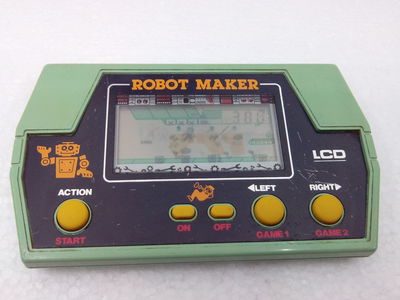 ROBOT MAKER
LCD
ACTION
START
ON
OFF
◀LEFT
GAME 1
RIGHT▶
GAME 2